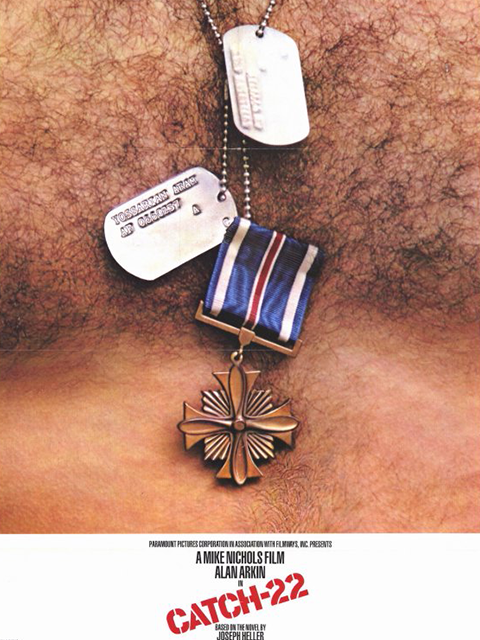 YOSSARIAN ADAM
PARAMOUNT PICTURES CORPORATION IN ASSOCIATION WITH FILMWAYS, INC. PRESENTS
A MIKE NICHOLS FILM
ALAN ARKIN
IN
CATCH-22
BASED ON THE NOVEL BY
JOSEPH HELLER